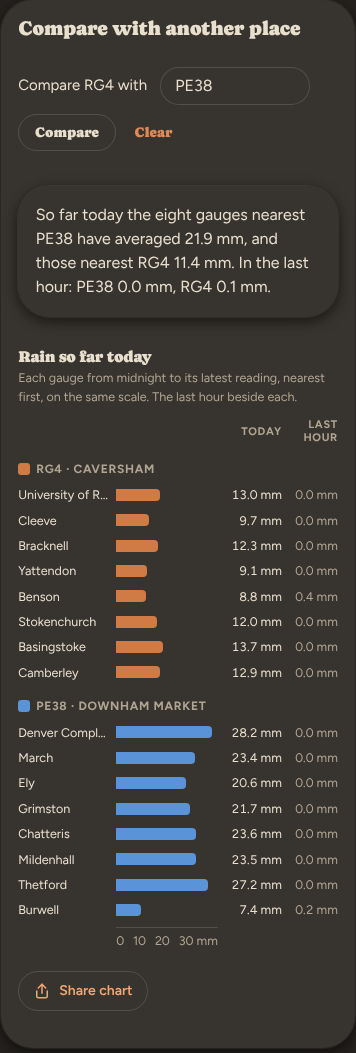 Compare with another place
Compare RG4 with PE38
Compare Clear
So far today the eight gauges nearest
PE38 have averaged 21.9 mm, and
those nearest RG4 11.4 mm. In the last
hour: PE38 0.0 mm, RG4 0.1 mm.
Rain so far today
Each gauge from midnight to its latest reading, nearest
first, on the same scale. The last hour beside each.
TODAY LAST
HOUR
RG4 · CAVERSHAM
University of R... 13.0 mm 0.0 mm
Cleeve 9.7 mm 0.0 mm
Bracknell 12.3 mm 0.0 mm
Yattendon 9.1 mm 0.0 mm
Benson 8.8 mm 0.4 mm
Stokenchurch 12.0 mm 0.0 mm
Basingstoke 13.7 mm 0.0 mm
Camberley 12.9 mm 0.0 mm
PE38 · DOWNHAM MARKET
Denver Compl... 28.2 mm 0.0 mm
March 23.4 mm 0.0 mm
Ely 20.6 mm 0.0 mm
Grimston 21.7 mm 0.0 mm
Chatteris 23.6 mm 0.0 mm
Mildenhall 23.5 mm 0.0 mm
Thetford 27.2 mm 0.0 mm
Burwell 7.4 mm 0.2 mm
0 10 20 30 mm
Share chart